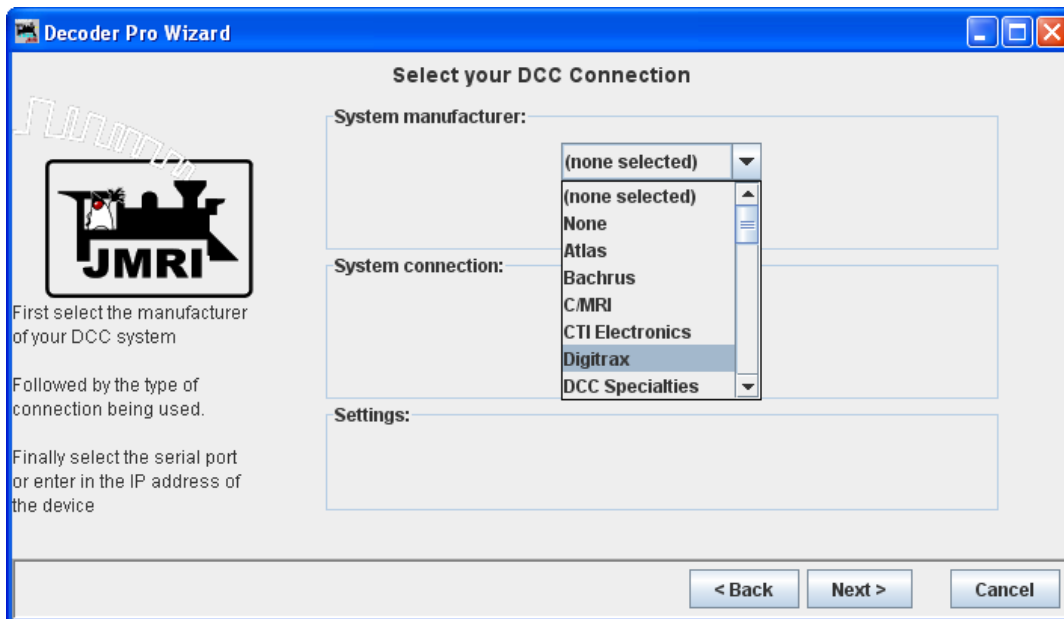 Decoder Pro Wizard
Select your DCC Connection
JMRI
First select the manufacturer
of your DCC system
Followed by the type of
connection being used.
Finally select the serial port
or enter in the IP address of
the device
System manufacturer:
(none selected)
(none selected)
None
Atlas
Bachrus
C/MRI
CTI Electronics
Digitrax
DCC Specialties
System connection:
Settings:
< Back
Next >
Cancel